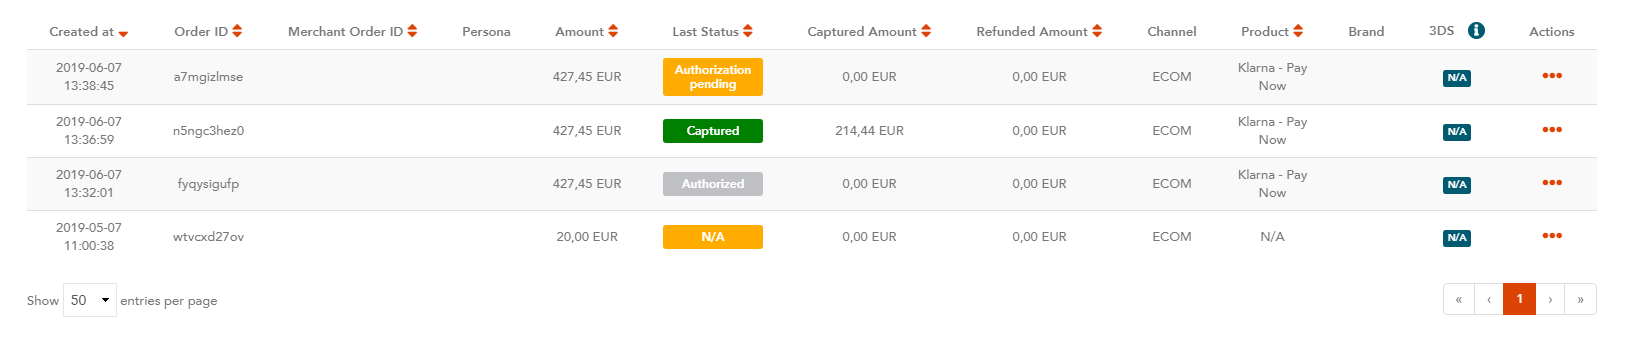 Created at Order ID Merchant Order ID Persona Amount Last Status Captured Amount Refunded Amount Channel Product Brand 3DS i Actions
2019-06-07
13:38:45
a7mgizlmse 427,45 EUR
Authorization
pending
0,00 EUR 0,00 EUR ECOM
Klarna - Pay
Now
N/A
2019-06-07
13:36:59
n5ngc3hez0 427,45 EUR Captured 214,44 EUR 0,00 EUR ECOM
Klarna - Pay
Now
N/A
2019-06-07
13:32:01
fyqysigufp 427,45 EUR Authorized 0,00 EUR 0,00 EUR ECOM
Klarna - Pay
Now
N/A
2019-05-07
11:00:38
wtvcxd27ov 20,00 EUR N/A 0,00 EUR 0,00 EUR ECOM N/A N/A
Show 50 entries per page « ‹ 1 › »